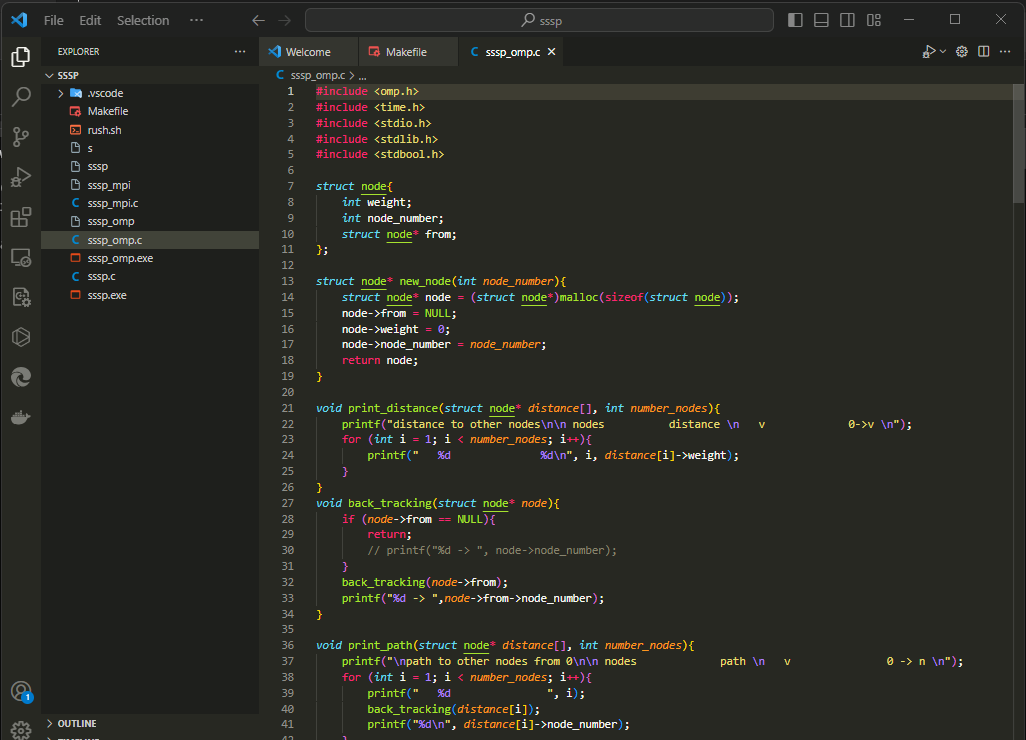 File Edit Selection ··· sssp
EXPLORER ···
SSSP
.vscode
Makefile
rush.sh
s
sssp
sssp_mpi
sssp_mpi.c
sssp_omp
sssp_omp.c
sssp_omp.exe
sssp.c
sssp.exe
1
OUTLINE
Welcome Makefile sssp_omp.c
sssp_omp.c > ...
1 #include <omp.h>
2 #include <time.h>
3 #include <stdio.h>
4 #include <stdlib.h>
5 #include <stdbool.h>
6
7 struct node{
8     int weight;
9     int node_number;
10     struct node* from;
11 };
12
13 struct node* new_node(int node_number){
14     struct node* node = (struct node*)malloc(sizeof(struct node));
15     node->from = NULL;
16     node->weight = 0;
17     node->node_number = node_number;
18     return node;
19 }
20
21 void print_distance(struct node* distance[], int number_nodes){
22     printf("distance to other nodes\n\n nodes          distance \n   v             0->v \n");
23     for (int i = 1; i < number_nodes; i++){
24         printf("   %d              %d\n", i, distance[i]->weight);
25     }
26 }
27 void back_tracking(struct node* node){
28     if (node->from == NULL){
29         return;
30         // printf("%d -> ", node->node_number);
31     }
32     back_tracking(node->from);
33     printf("%d -> ",node->from->node_number);
34 }
35
36 void print_path(struct node* distance[], int number_nodes){
37     printf("\npath to other nodes from 0\n\n nodes             path \n   v               0 -> n \n");
38     for (int i = 1; i < number_nodes; i++){
39         printf("   %d               ", i);
40         back_tracking(distance[i]);
41         printf("%d\n", distance[i]->node_number);